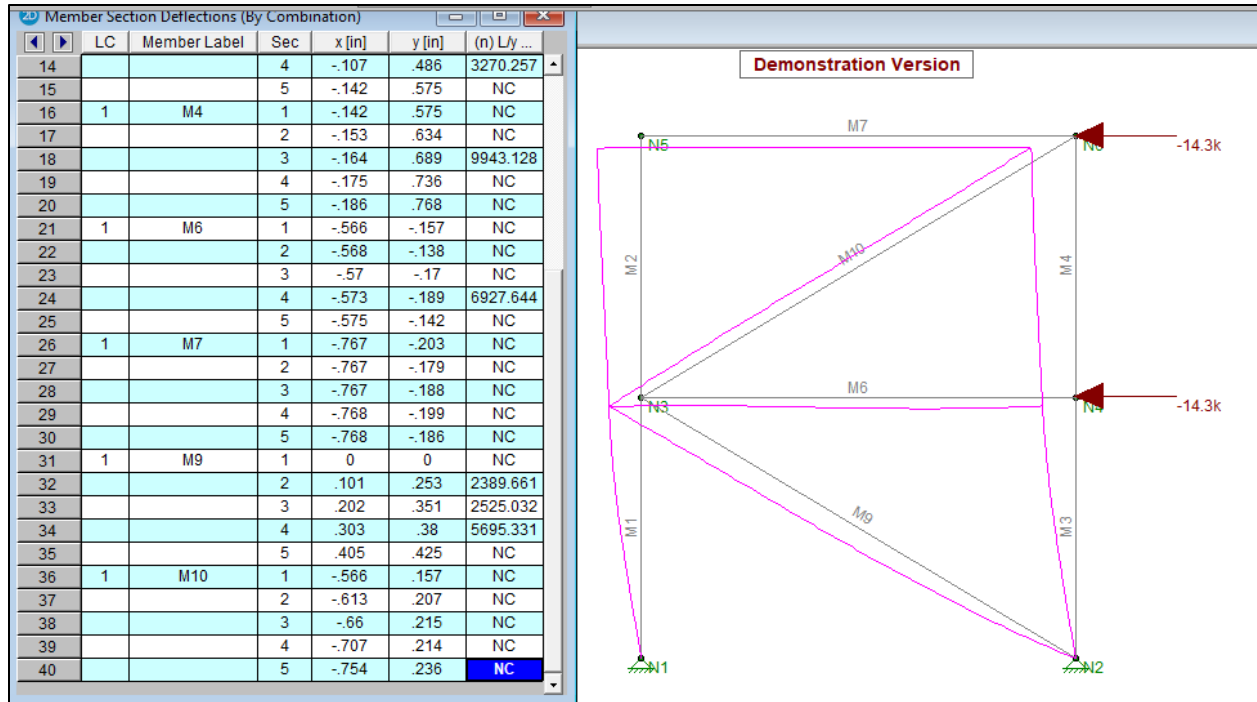 2D Member Section Deflections (By Combination)
LC Member Label Sec x [in] y [in] (n) L/y ...
14 4 -.107 .486 3270.257
15 5 -.142 .575 NC
16 1 M4 1 -.142 .575 NC
17 2 -.153 .634 NC
18 3 -.164 .689 9943.128
19 4 -.175 .736 NC
20 5 -.186 .768 NC
21 1 M6 1 -.566 -.157 NC
22 2 -.568 -.138 NC
23 3 -.57 -.17 NC
24 4 -.573 -.189 6927.644
25 5 -.575 -.142 NC
26 1 M7 1 -.767 -.203 NC
27 2 -.767 -.179 NC
28 3 -.767 -.188 NC
29 4 -.768 -.199 NC
30 5 -.768 -.186 NC
31 1 M9 1 0 0 NC
32 2 .101 .253 2389.661
33 3 .202 .351 2525.032
34 4 .303 .38 5695.331
35 5 .405 .425 NC
36 1 M10 1 -.566 .157 NC
37 2 -.613 .207 NC
38 3 -.66 .215 NC
39 4 -.707 .214 NC
40 5 -.754 .236 NC
Demonstration Version
M7
N5
-14.3k
M10
M2
M4
M6
N3
N4
-14.3k
M9
M1
M3
N1
N2